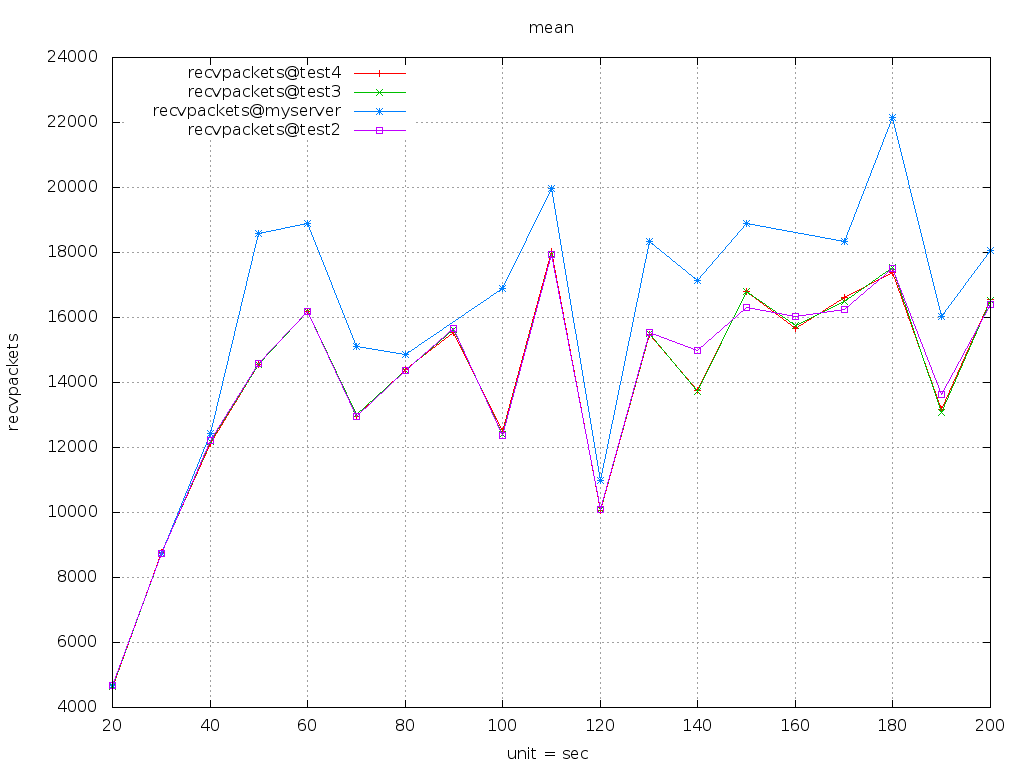 mean
24000
22000
20000
18000
16000
14000
12000
10000
8000
6000
4000
recvpackets@test4
recvpackets@test3
recvpackets@myserver
recvpackets@test2
recvpackets
20 40 60 80 100 120 140 160 180 200
unit = sec